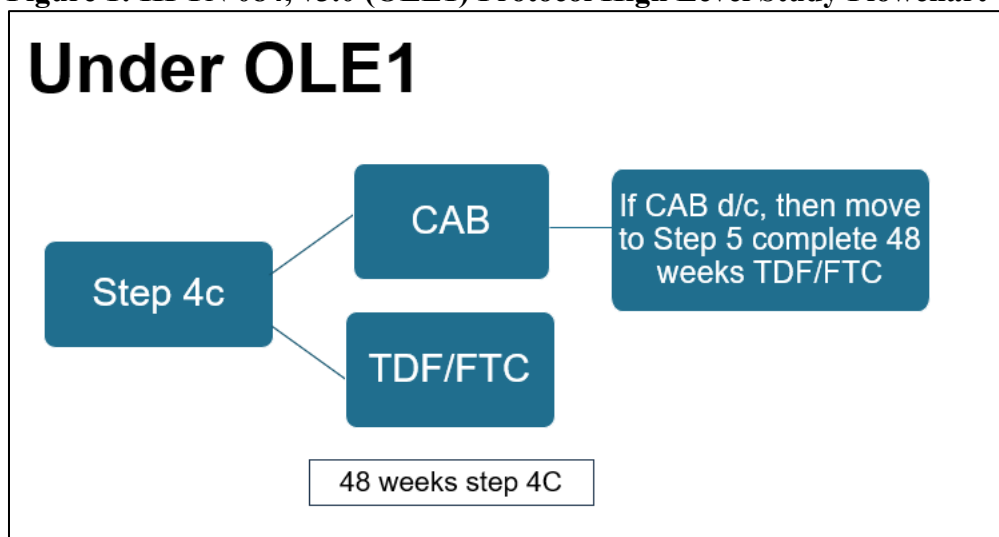 Under OLE1
CAB
If CAB d/c, then move
to Step 5 complete 48
weeks TDF/FTC
Step 4c
TDF/FTC
48 weeks step 4C